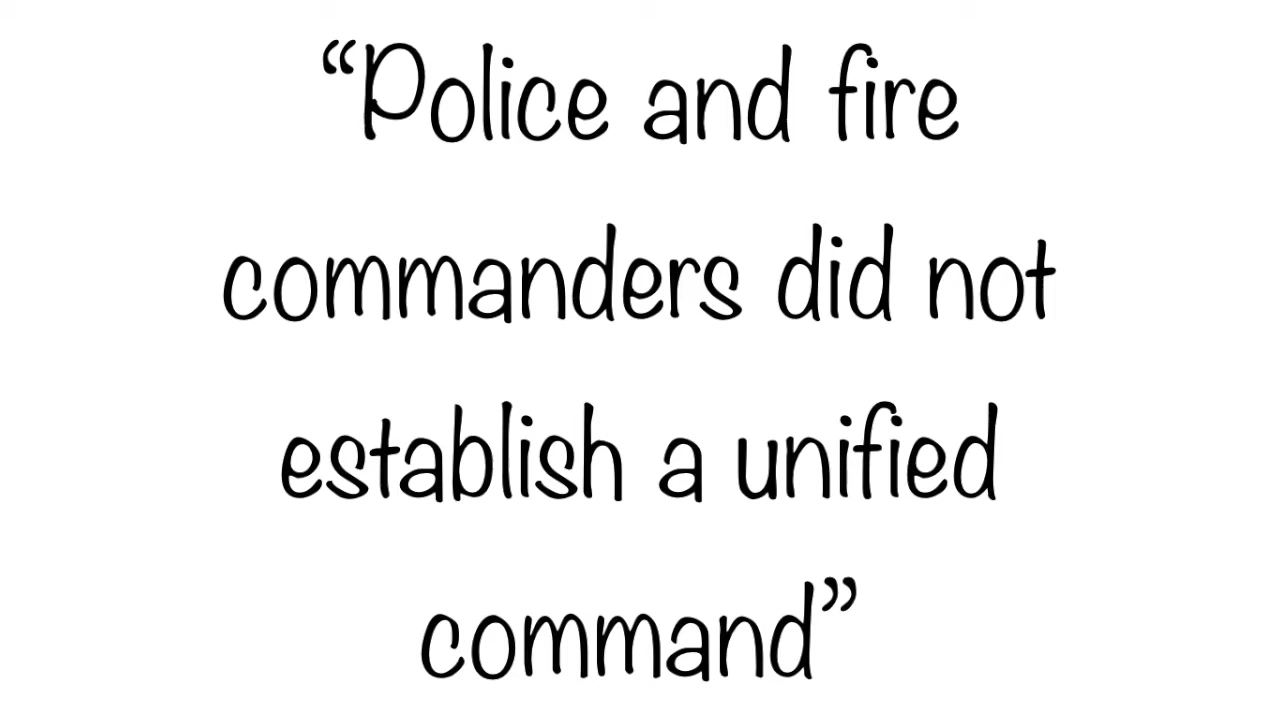 “Police and fire
commanders did not
establish a unified
command”